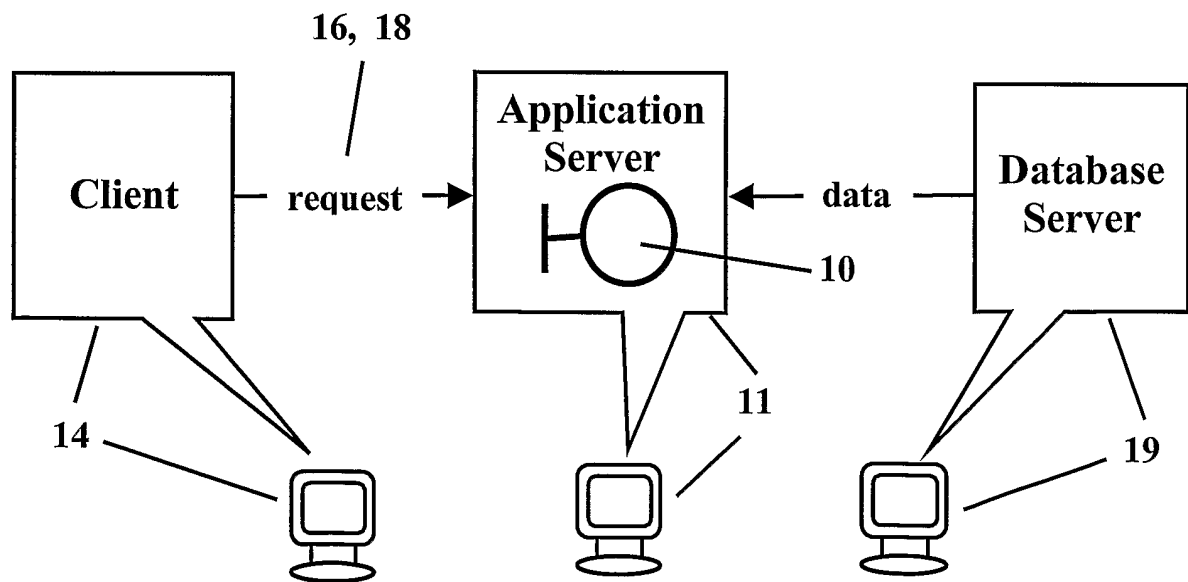 16, 18
Client
request
Application
Server
data
Database
Server
10
14
11
19